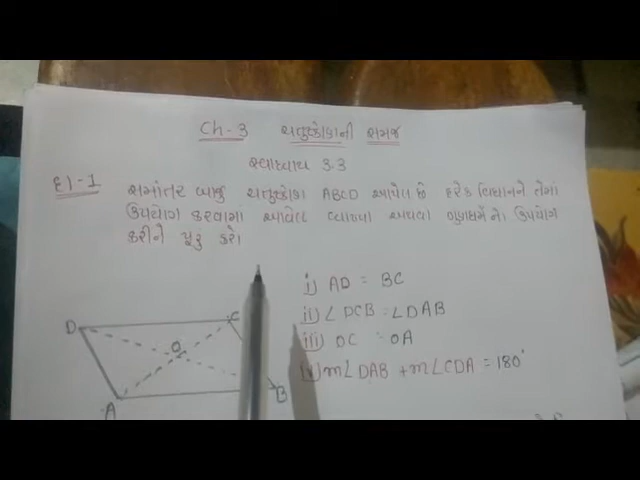 Ch-3 ચતુષ્કોણની સમજ
સ્વાધ્યાય 3.3
દા-1 સમાંતર બાજુ ચતુષ્કોણ ABCD આપેલ છે દરેક વિધાનને તેમાં
ઉપયોગ કરવામાં આવેલ વ્યાખ્યા અથવા ગુણધર્મનો ઉપયોગ
કરીને પૂરુ કરો
i) AD = BC
ii) ∠DCB = ∠DAB
iii) OC = OA
m∠DAB + m∠CDA = 180°
D C
O
A B